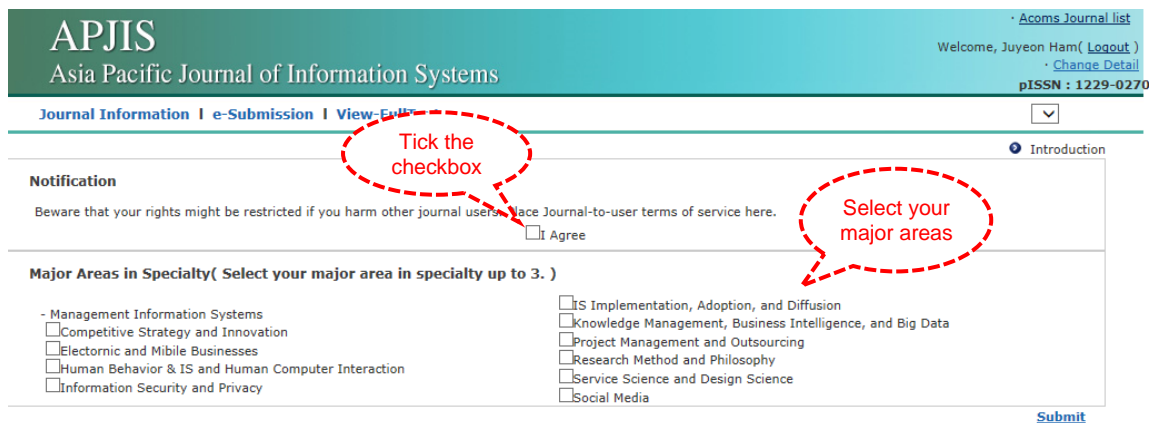 · Acoms Journal list
APJIS
Welcome, Juyeon Ham( Logout )
Asia Pacific Journal of Information Systems
· Change Detail
pISSN : 1229-0270
Journal Information l e-Submission l View-Full
Tick the
checkbox
Introduction
Notification
Beware that your rights might be restricted if you harm other journal users. lace Journal-to-user terms of service here.
I Agree
Select your
major areas
Major Areas in Specialty( Select your major area in specialty up to 3. )
- Management Information Systems
Competitive Strategy and Innovation
Electornic and Mibile Businesses
Human Behavior & IS and Human Computer Interaction
Information Security and Privacy
IS Implementation, Adoption, and Diffusion
Knowledge Management, Business Intelligence, and Big Data
Project Management and Outsourcing
Research Method and Philosophy
Service Science and Design Science
Social Media
Submit